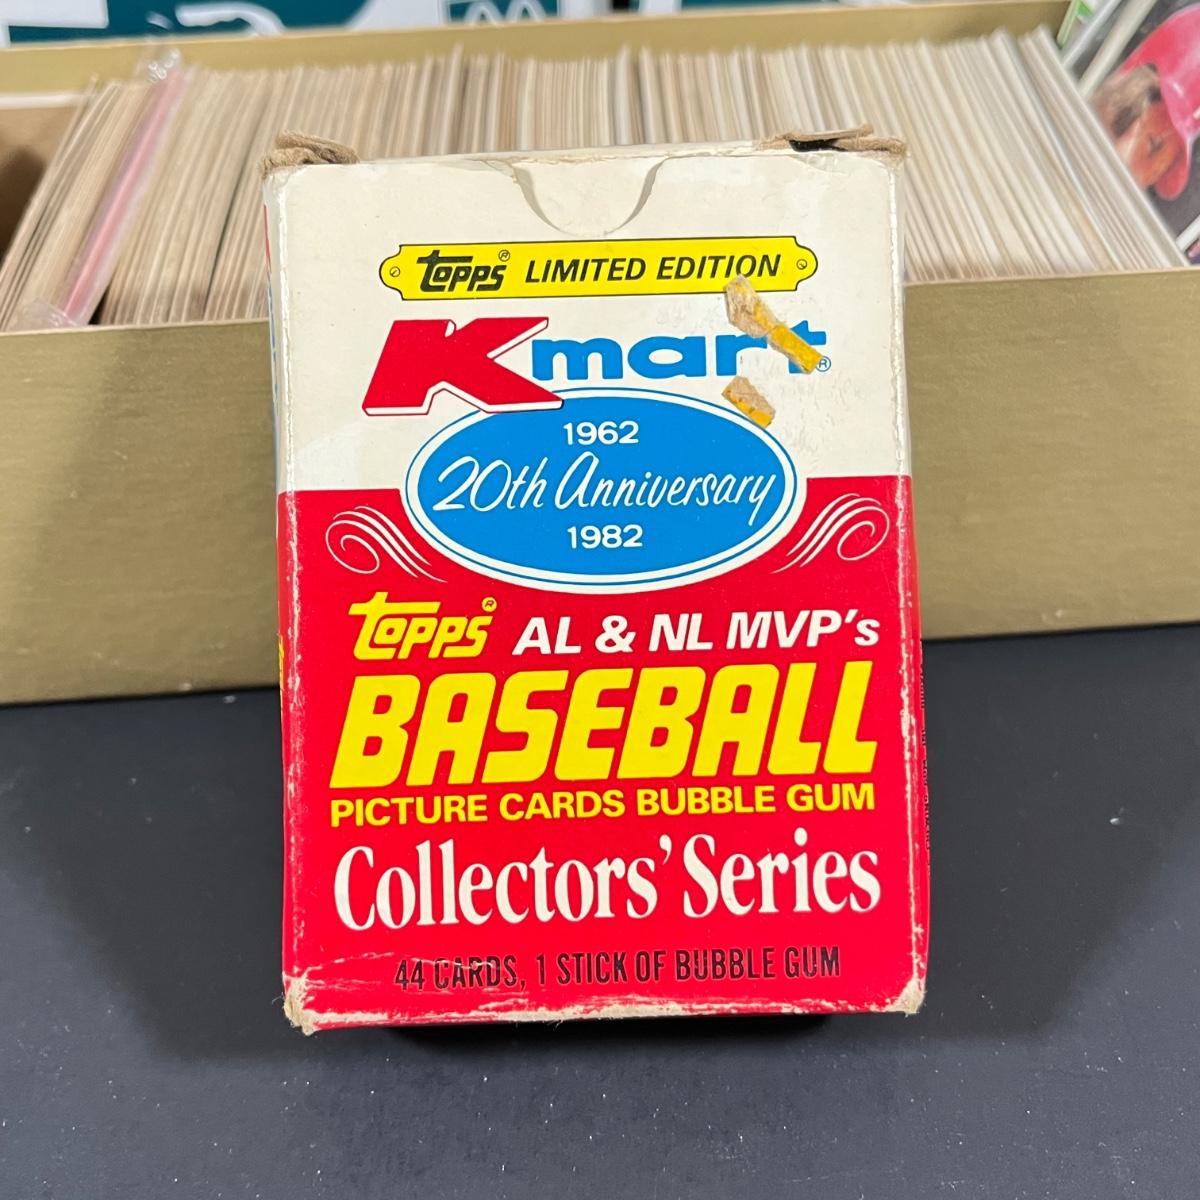 topps® LIMITED EDITION
Kmart®
1962
20th Anniversary
1982
topps® AL & NL MVP's
BASEBALL
PICTURE CARDS BUBBLE GUM
Collectors' Series
44 CARDS, 1 STICK OF BUBBLE GUM